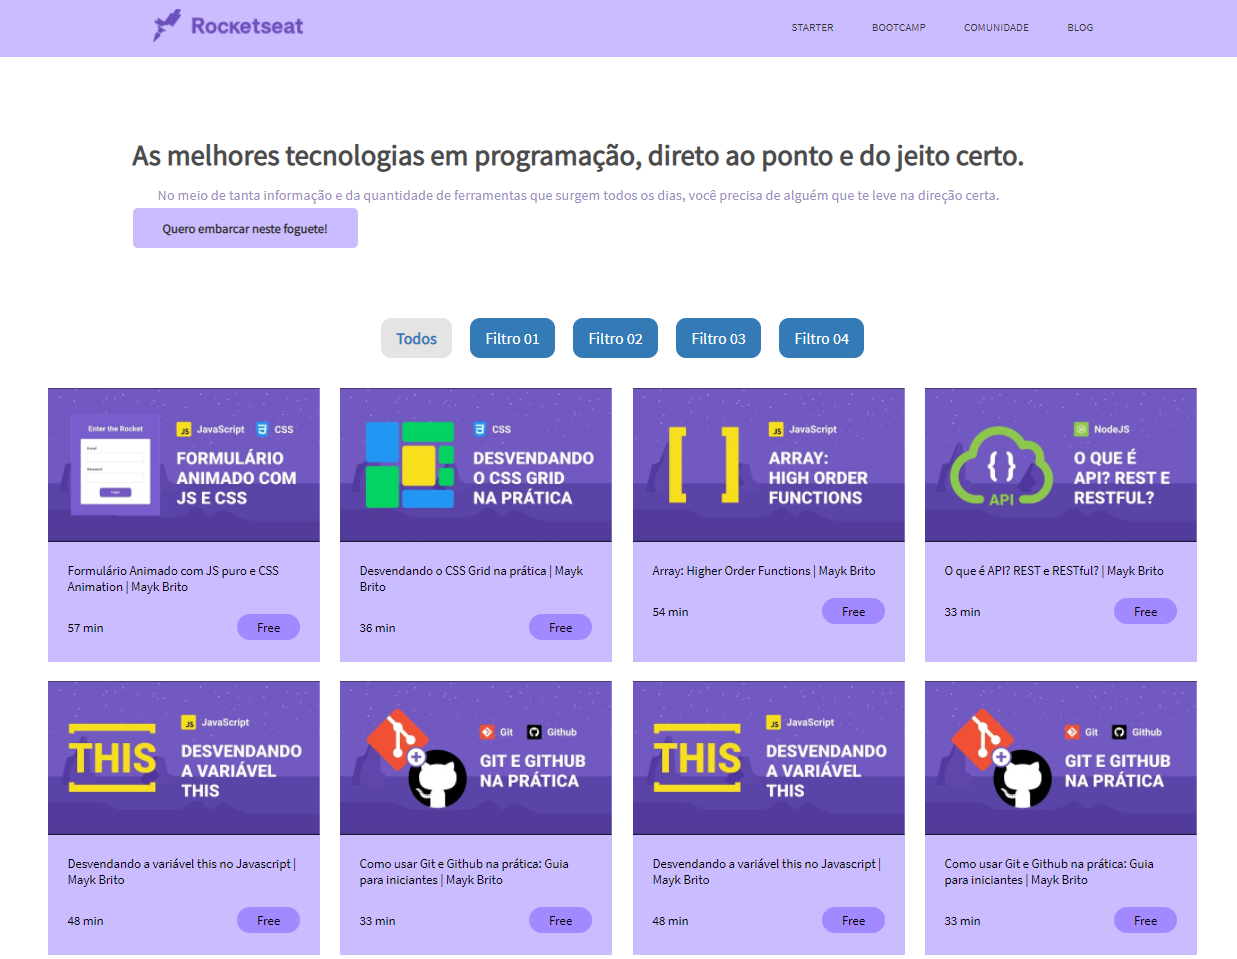 Rocketseat
STARTER BOOTCAMP COMUNIDADE BLOG
As melhores tecnologias em programação, direto ao ponto e do jeito certo.
No meio de tanta informação e da quantidade de ferramentas que surgem todos os dias, você precisa de alguém que te leve na direção certa.
Quero embarcar neste foguete!
Todos Filtro 01 Filtro 02 Filtro 03 Filtro 04
Enter the Rocket
E-mail
Password
Login
JS JavaScript CSS
FORMULÁRIO
ANIMADO COM
JS E CSS
Formulário Animado com JS puro e CSS
Animation | Mayk Brito
57 min Free
CSS
DESVENDANDO
O CSS GRID
NA PRÁTICA
Desvendando o CSS Grid na prática | Mayk
Brito
36 min Free
[ ]
JS JavaScript
ARRAY:
HIGH ORDER
FUNCTIONS
Array: Higher Order Functions | Mayk Brito
54 min Free
{ }
API
NodeJS
O QUE É
API? REST E
RESTFUL?
O que é API? REST e RESTful? | Mayk Brito
33 min Free
THIS
JS JavaScript
DESVENDANDO
A VARIÁVEL
THIS
Desvendando a variável this no Javascript |
Mayk Brito
48 min Free
Git Github
GIT E GITHUB
NA PRÁTICA
Como usar Git e Github na prática: Guia
para iniciantes | Mayk Brito
33 min Free
THIS
JS JavaScript
DESVENDANDO
A VARIÁVEL
THIS
Desvendando a variável this no Javascript |
Mayk Brito
48 min Free
Git Github
GIT E GITHUB
NA PRÁTICA
Como usar Git e Github na prática: Guia
para iniciantes | Mayk Brito
33 min Free